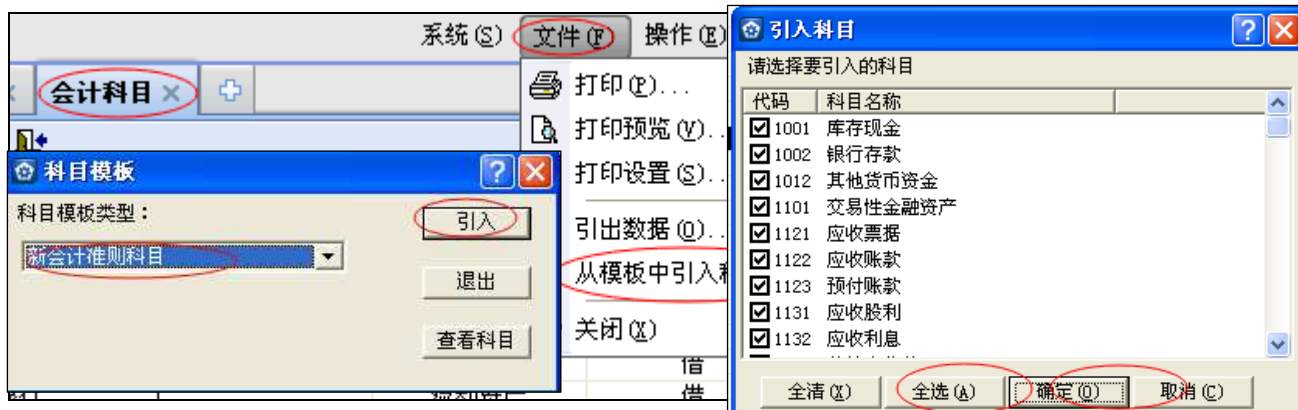 系统(S) 文件(F) 操作(E)
会计科目
打印(P)...
打印预览(V)..
打印设置(S)..
引出数据(O)..
从模板中引入
关闭(X)
借
借
科目模板
科目模板类型：
新会计准则科目
引入
退出
查看科目
引入科目
请选择要引入的科目
代码 科目名称
1001 库存现金
1002 银行存款
1012 其他货币资金
1101 交易性金融资产
1121 应收票据
1122 应收账款
1123 预付账款
1131 应收股利
1132 应收利息
全清(X) 全选(A) 确定(O) 取消(C)